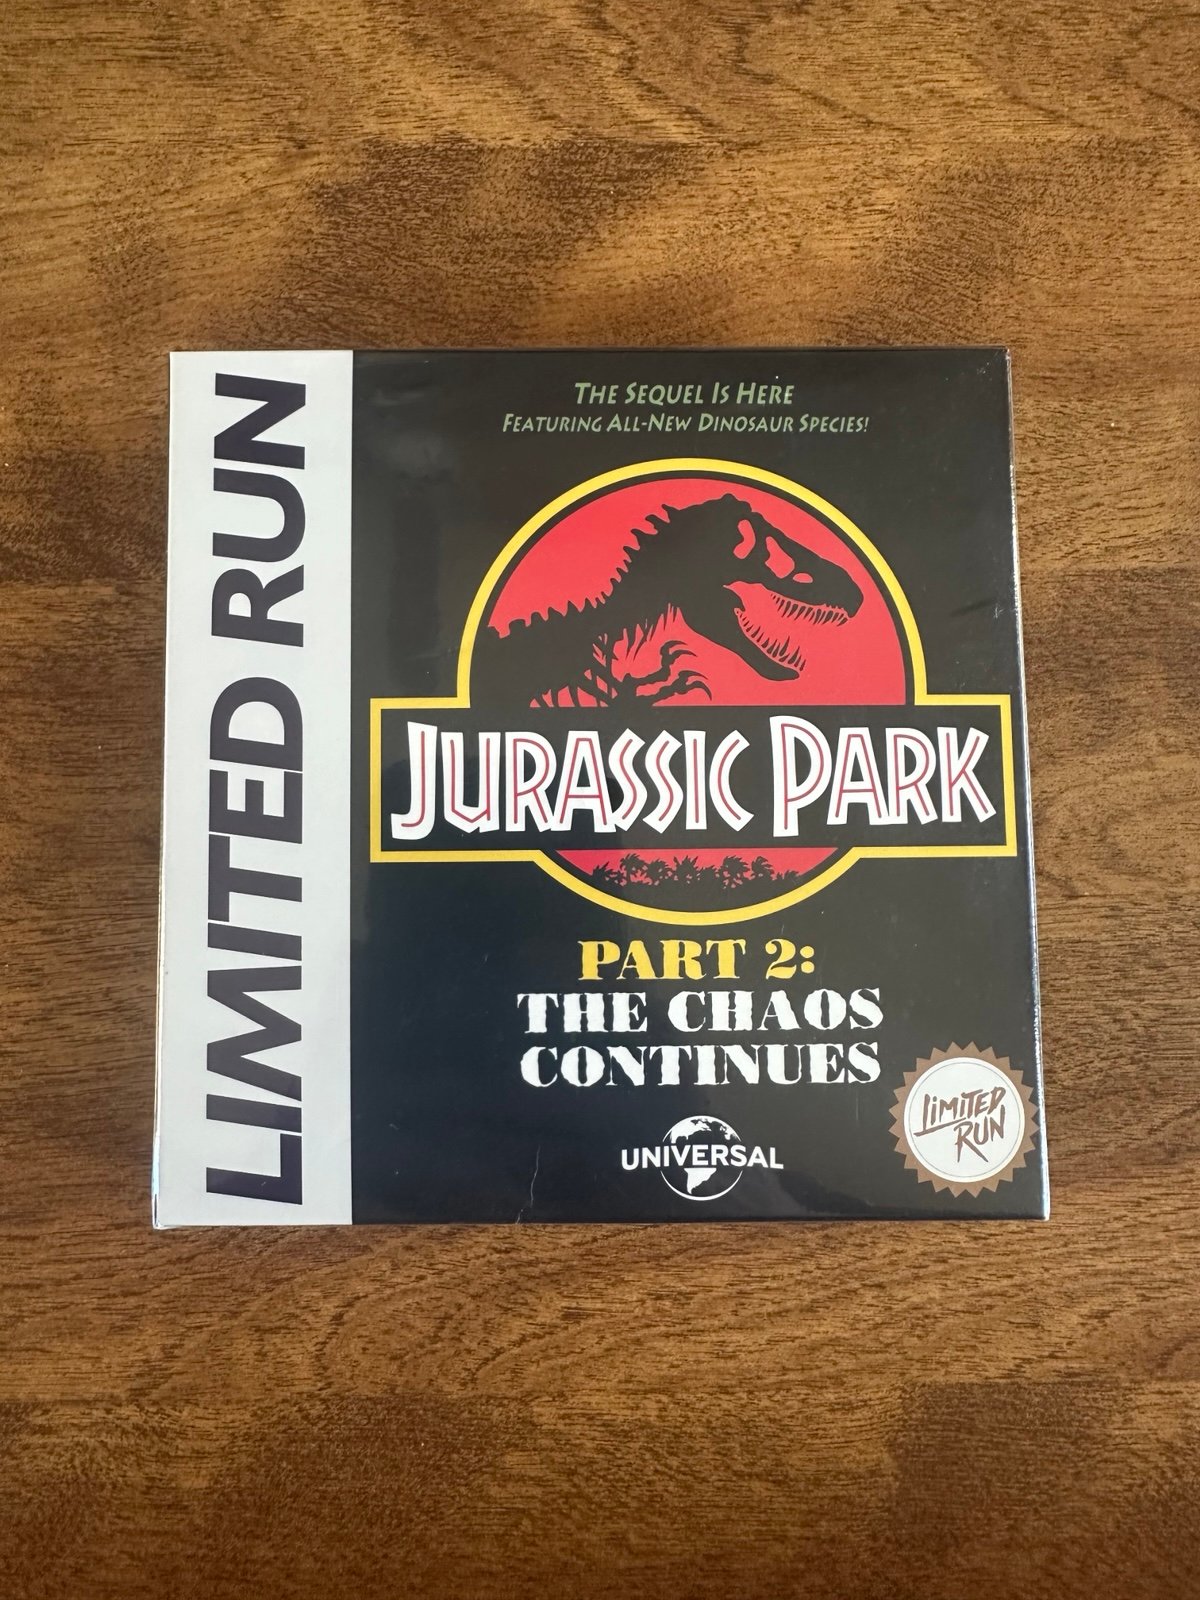 LIMITED RUN
THE SEQUEL IS HERE
FEATURING ALL-NEW DINOSAUR SPECIES!
JURASSIC PARK
PART 2:
THE CHAOS
CONTINUES
UNIVERSAL
LIMITED
RUN